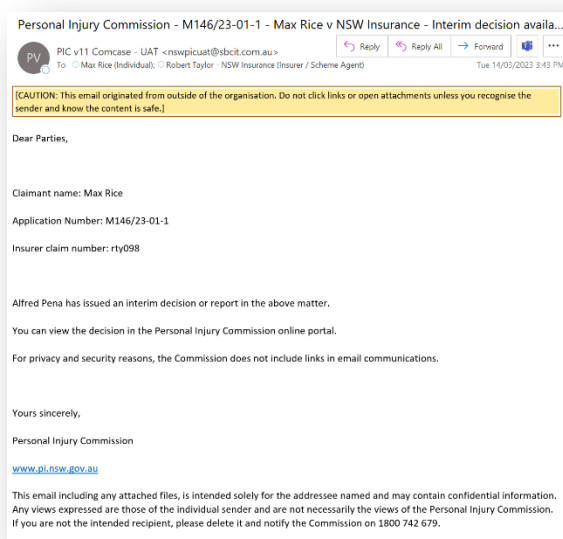 Personal Injury Commission - M146/23-01-1 - Max Rice v NSW Insurance - Interim decision availa...
PV
PIC v11 Comcase - UAT <nswpicuat@sbcit.com.au>
To Max Rice (Individual); Robert Taylor - NSW Insurance (Insurer / Scheme Agent)
Reply Reply All Forward ...
Tue 14/03/2023 3:43 PM
[CAUTION: This email originated from outside of the organisation. Do not click links or open attachments unless you recognise the
sender and know the content is safe.]
Dear Parties,
Claimant name: Max Rice
Application Number: M146/23-01-1
Insurer claim number: rty098
Alfred Pena has issued an interim decision or report in the above matter.
You can view the decision in the Personal Injury Commission online portal.
For privacy and security reasons, the Commission does not include links in email communications.
Yours sincerely,
Personal Injury Commission
www.pi.nsw.gov.au
This email including any attached files, is intended solely for the addressee named and may contain confidential information.
Any views expressed are those of the individual sender and are not necessarily the views of the Personal Injury Commission.
If you are not the intended recipient, please delete it and notify the Commission on 1800 742 679.